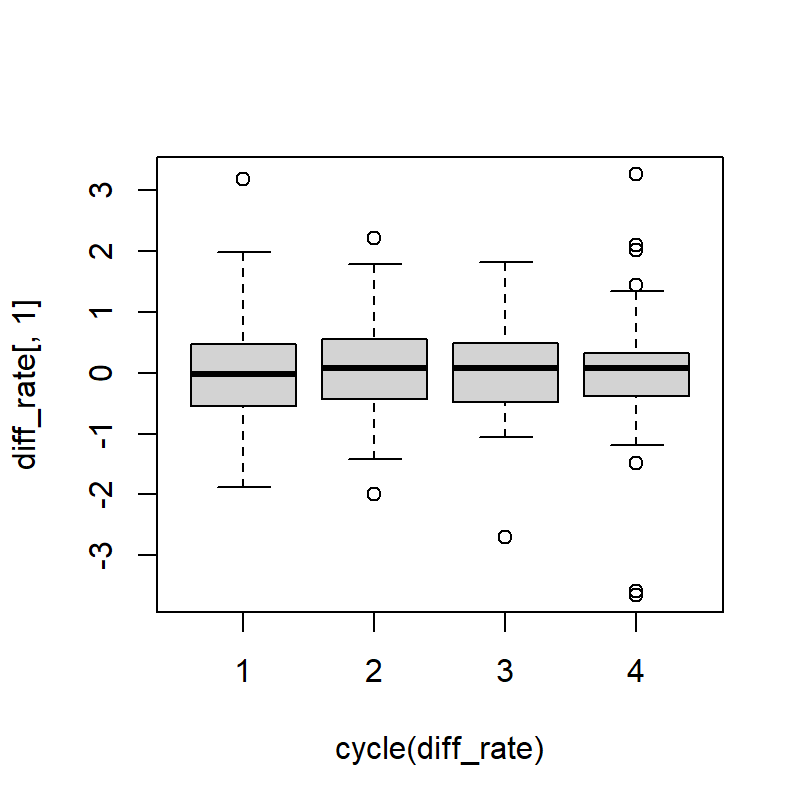 diff_rate[, 1]
3
2
1
0
-1
-2
-3
1 2 3 4
cycle(diff_rate)